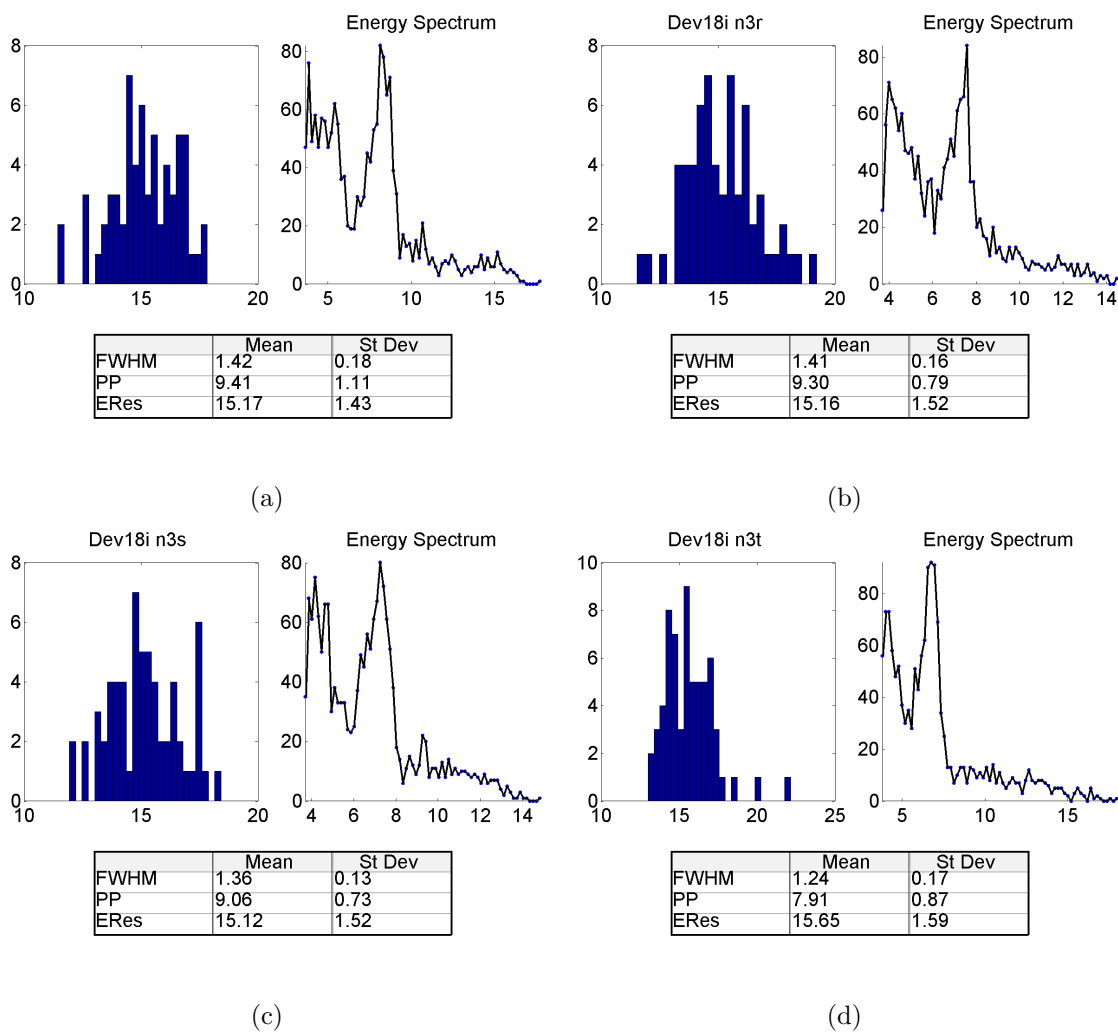 Energy Spectrum
8
6
4
2
0
10 15 20
80
60
40
20
0
5 10 15
Mean St Dev
FWHM 1.42 0.18
PP 9.41 1.11
ERes 15.17 1.43
(a)
Dev18i n3r Energy Spectrum
8
6
4
2
0
10 15 20
80
60
40
20
0
4 6 8 10 12 14
Mean St Dev
FWHM 1.41 0.16
PP 9.30 0.79
ERes 15.16 1.52
(b)
Dev18i n3s Energy Spectrum
8
6
4
2
0
10 15 20
80
60
40
20
0
4 6 8 10 12 14
Mean St Dev
FWHM 1.36 0.13
PP 9.06 0.73
ERes 15.12 1.52
(c)
Dev18i n3t Energy Spectrum
10
8
6
4
2
0
10 15 20 25
80
60
40
20
0
5 10 15
Mean St Dev
FWHM 1.24 0.17
PP 7.91 0.87
ERes 15.65 1.59
(d)